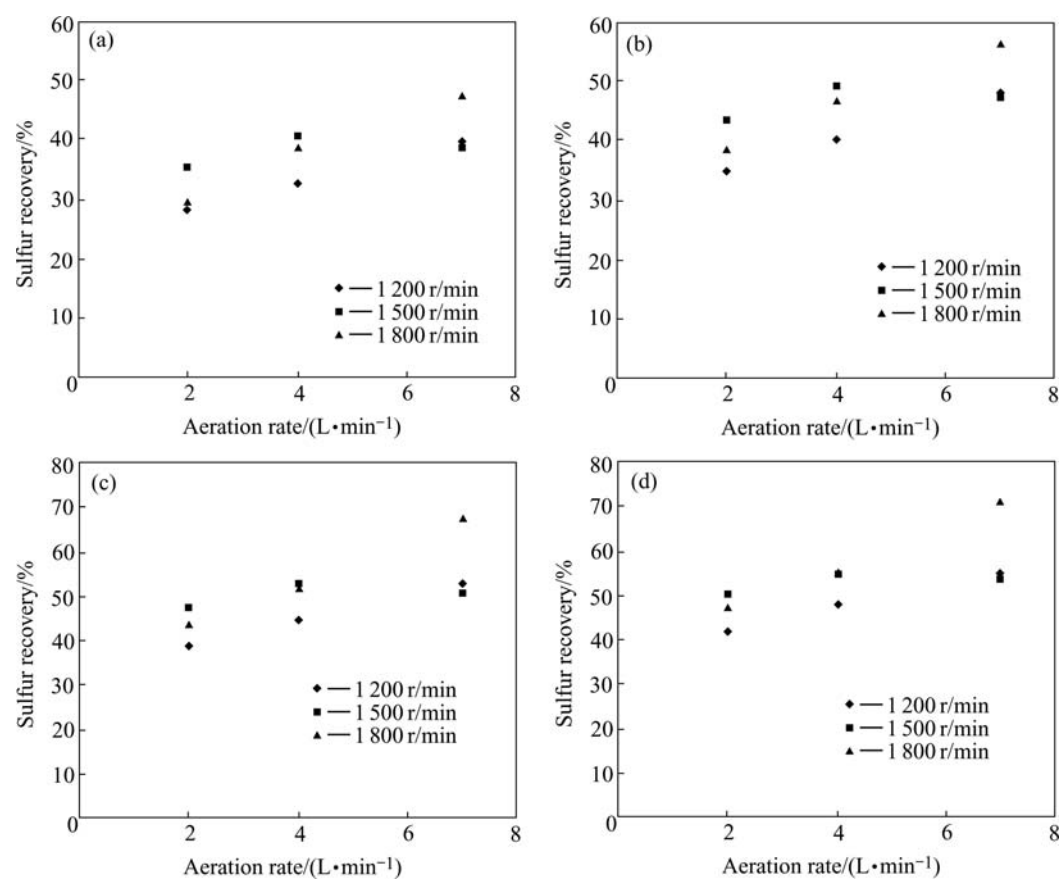 (a)
60
50
40
30
20
10
0
2
4
6
8
Sulfur recovery/%
Aeration rate/(L•min⁻¹)
1 200 r/min
1 500 r/min
1 800 r/min
(b)
60
50
40
30
20
10
0
2
4
6
8
Sulfur recovery/%
Aeration rate/(L•min⁻¹)
1 200 r/min
1 500 r/min
1 800 r/min
(c)
80
70
60
50
40
30
20
10
0
2
4
6
8
Sulfur recovery/%
Aeration rate/(L•min⁻¹)
1 200 r/min
1 500 r/min
1 800 r/min
(d)
80
70
60
50
40
30
20
10
0
2
4
6
8
Sulfur recovery/%
Aeration rate/(L•min⁻¹)
1 200 r/min
1 500 r/min
1 800 r/min